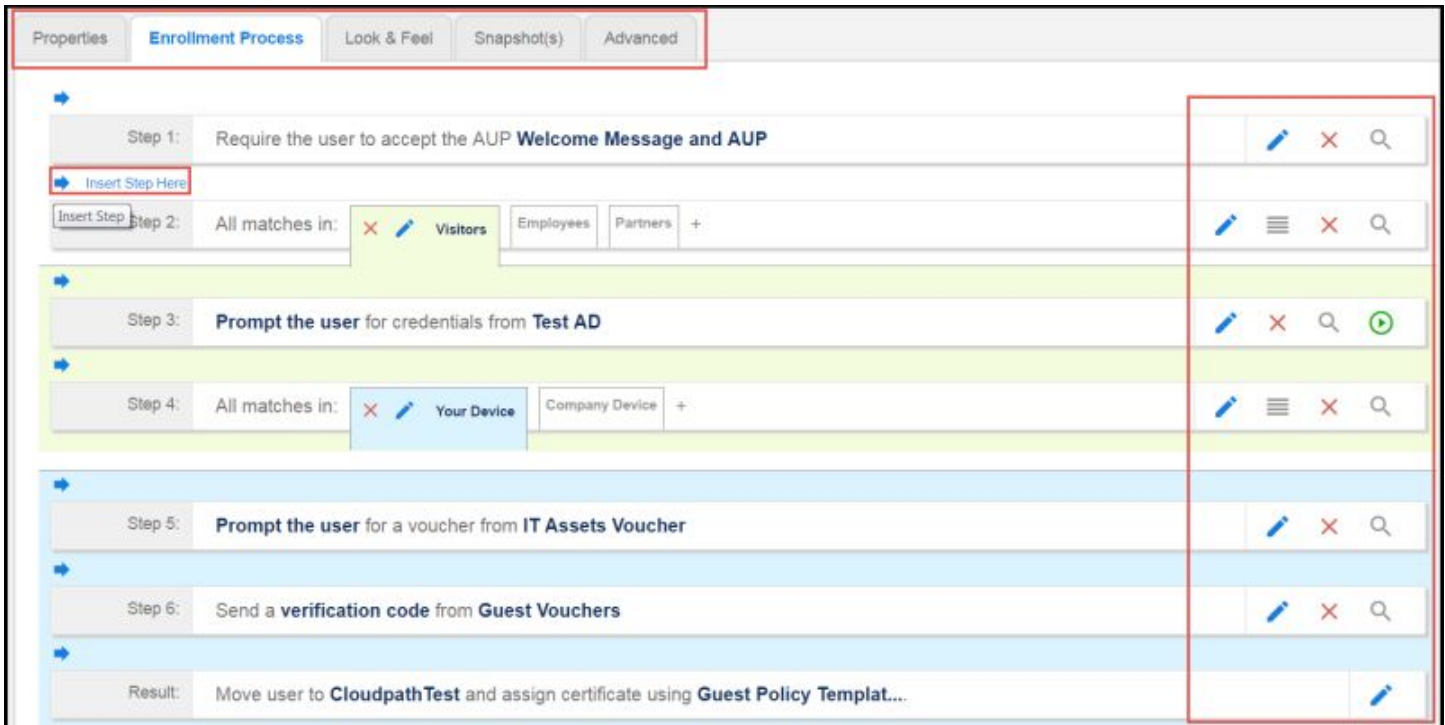 Properties Enrollment Process Look & Feel Snapshot(s) Advanced
Step 1: Require the user to accept the AUP Welcome Message and AUP
Insert Step Here
Insert Step
Step 2: All matches in: Visitors Employees Partners +
Step 3: Prompt the user for credentials from Test AD
Step 4: All matches in: Your Device Company Device +
Step 5: Prompt the user for a voucher from IT Assets Voucher
Step 6: Send a verification code from Guest Vouchers
Result: Move user to CloudpathTest and assign certificate using Guest Policy Templat....